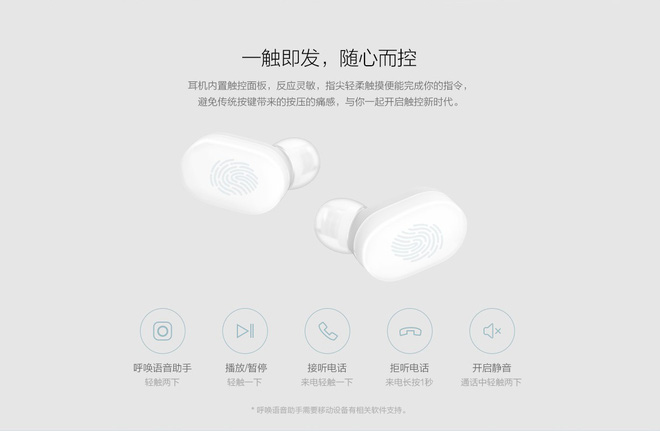 一触即发，随心而控
耳机内置触控面板，反应灵敏，指尖轻柔触摸便能完成你的指令，
避免传统按键带来的按压的痛感，与你一起开启触控新时代。
呼唤语音助手
播放/暂停
接听电话
拒听电话
开启静音
轻触两下
轻触一下
来电轻触一下
来电长按1秒
通话中轻触两下
* 呼唤语音助手需要移动设备有相关软件支持。